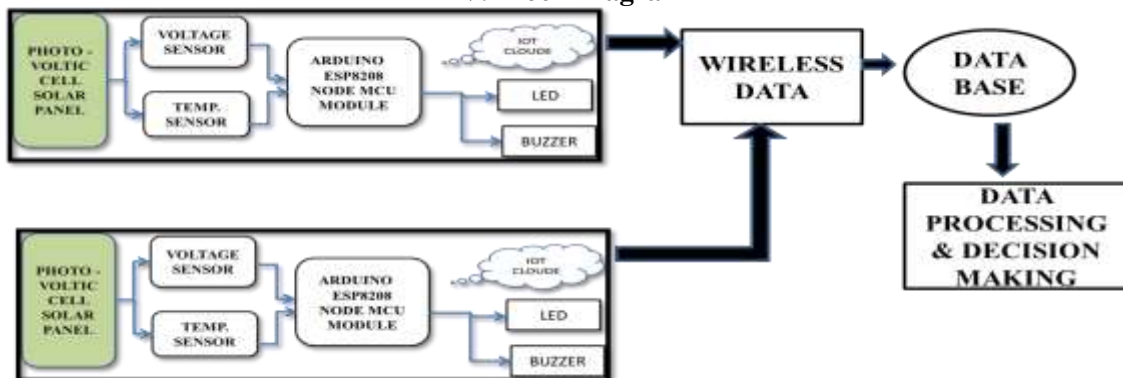 PHOTO -
VOLTIC
CELL
SOLAR
PANEL
VOLTAGE
SENSOR
TEMP.
SENSOR
ARDUINO
ESP8208
NODE MCU
MODULE
IOT
CLOUDE
LED
BUZZER
WIRELESS
DATA
DATA
BASE
DATA
PROCESSING
& DECISION
MAKING
PHOTO -
VOLTIC
CELL
SOLAR
PANEL
VOLTAGE
SENSOR
TEMP.
SENSOR
ARDUINO
ESP8208
NODE MCU
MODULE
IOT
CLOUDE
LED
BUZZER